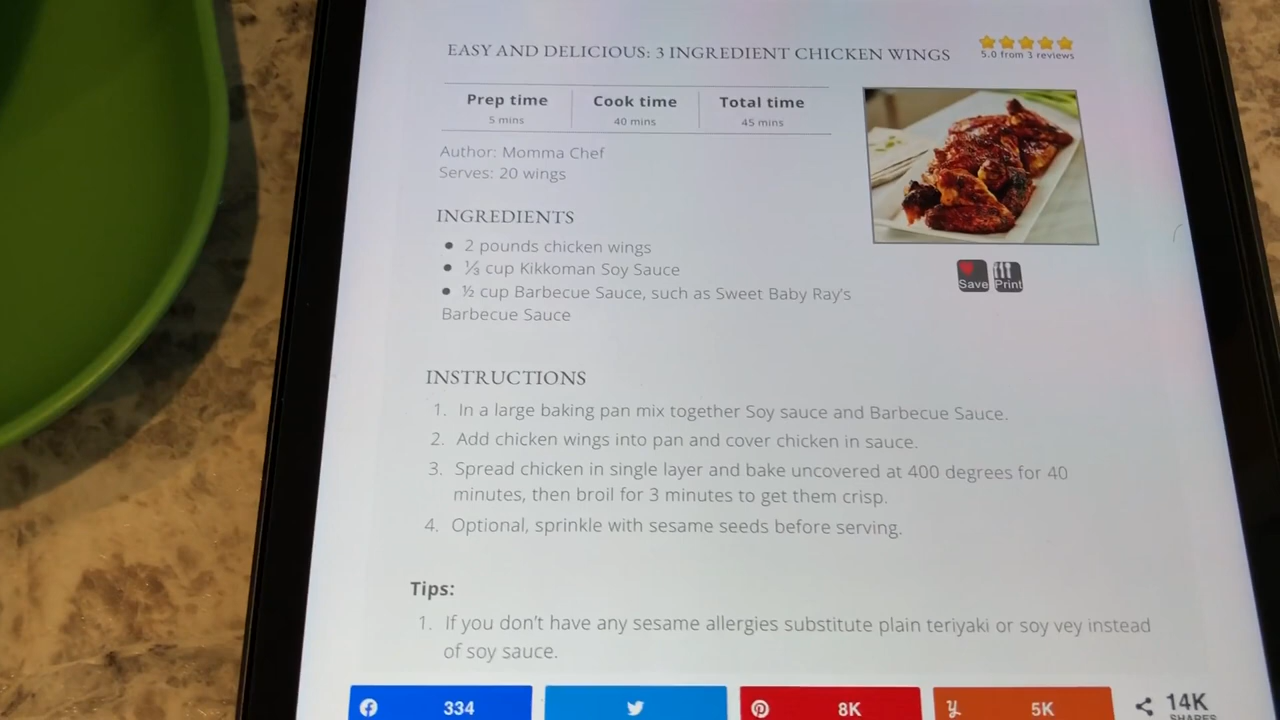 EASY AND DELICIOUS: 3 INGREDIENT CHICKEN WINGS
5.0 from 3 reviews
Prep time Cook time Total time
5 mins 40 mins 45 mins
Author: Momma Chef
Serves: 20 wings
INGREDIENTS
● 2 pounds chicken wings
● ⅓ cup Kikkoman Soy Sauce
● ½ cup Barbecue Sauce, such as Sweet Baby Ray's
Barbecue Sauce
Save Print
INSTRUCTIONS
1. In a large baking pan mix together Soy sauce and Barbecue Sauce.
2. Add chicken wings into pan and cover chicken in sauce.
3. Spread chicken in single layer and bake uncovered at 400 degrees for 40
minutes, then broil for 3 minutes to get them crisp.
4. Optional, sprinkle with sesame seeds before serving.
Tips:
1. If you don't have any sesame allergies substitute plain teriyaki or soy vey instead
of soy sauce.
334 8K 5K 14K
SHARES